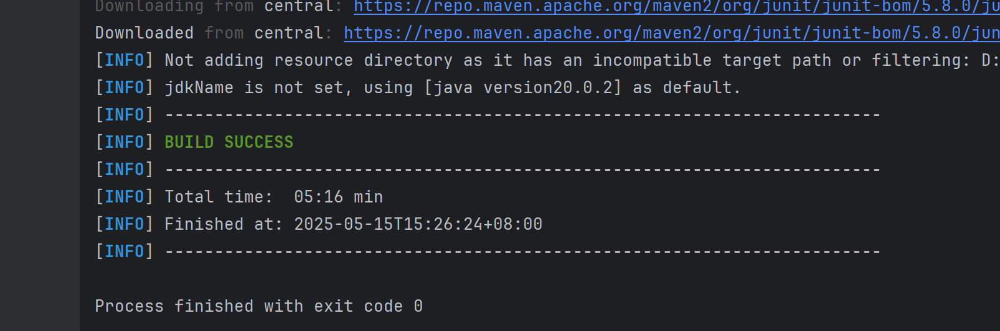 Downloading from central: https://repo.maven.apache.org/maven2/org/junit/junit-bom/5.8.0/ju
Downloaded from central: https://repo.maven.apache.org/maven2/org/junit/junit-bom/5.8.0/jun
[INFO] Not adding resource directory as it has an incompatible target path or filtering: D:
[INFO] jdkName is not set, using [java version20.0.2] as default.
[INFO] ------------------------------------------------------------------------
[INFO] BUILD SUCCESS
[INFO] ------------------------------------------------------------------------
[INFO] Total time:  05:16 min
[INFO] Finished at: 2025-05-15T15:26:24+08:00
[INFO] ------------------------------------------------------------------------
Process finished with exit code 0